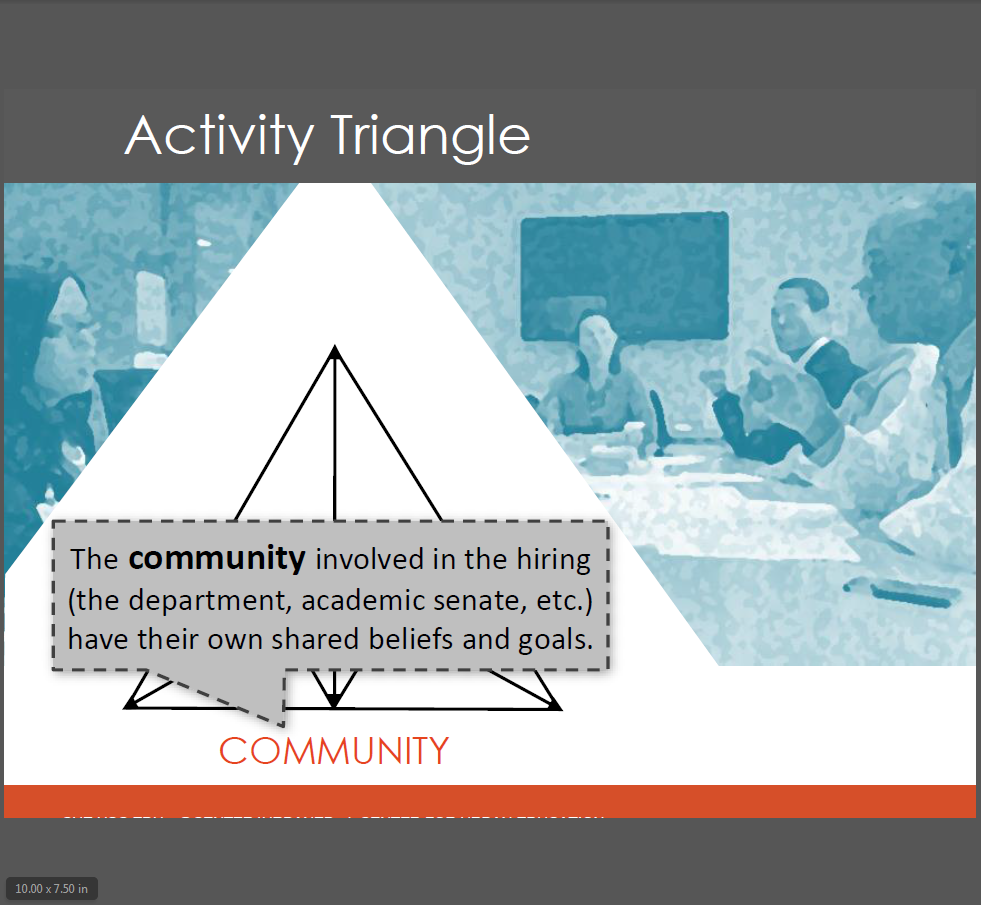 Activity Triangle
The community involved in the hiring
(the department, academic senate, etc.)
have their own shared beliefs and goals.
COMMUNITY
10.00 x 7.50 in